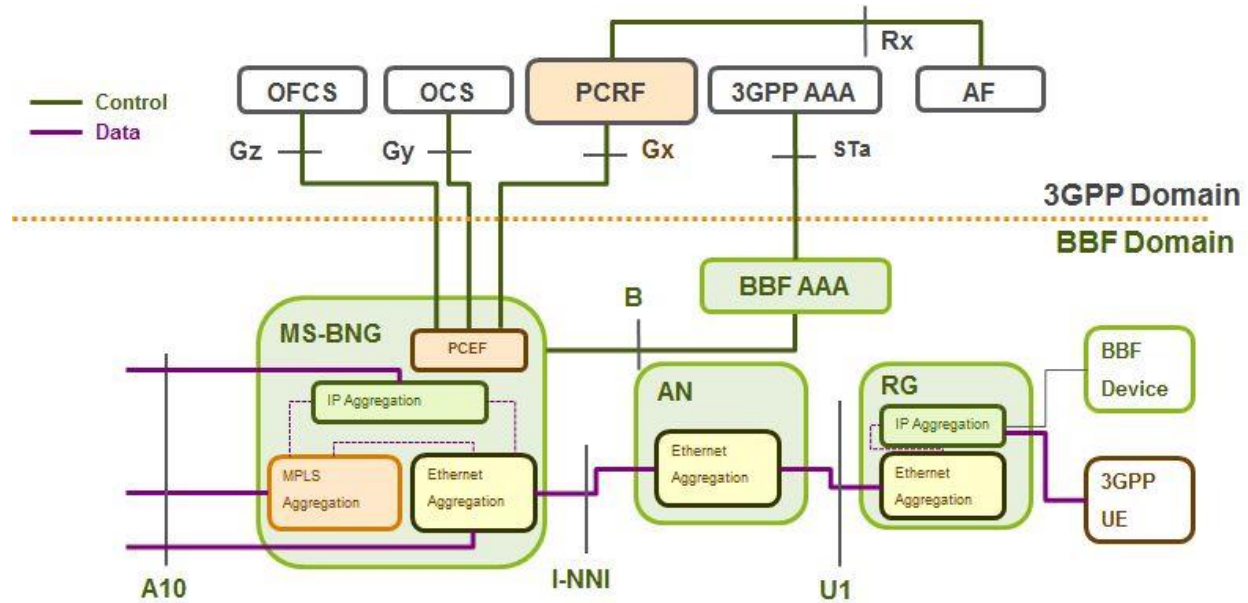 Rx
OFCS
OCS
PCRF
3GPP AAA
AF
Control
Data
Gz
Gy
Gx
STa
3GPP Domain
BBF Domain
BBF AAA
B
MS-BNG
PCEF
IP Aggregation
MPLS
Aggregation
Ethernet
Aggregation
AN
Ethernet
Aggregation
RG
IP Aggregation
Ethernet
Aggregation
BBF
Device
3GPP
UE
A10
I-NNI
U1